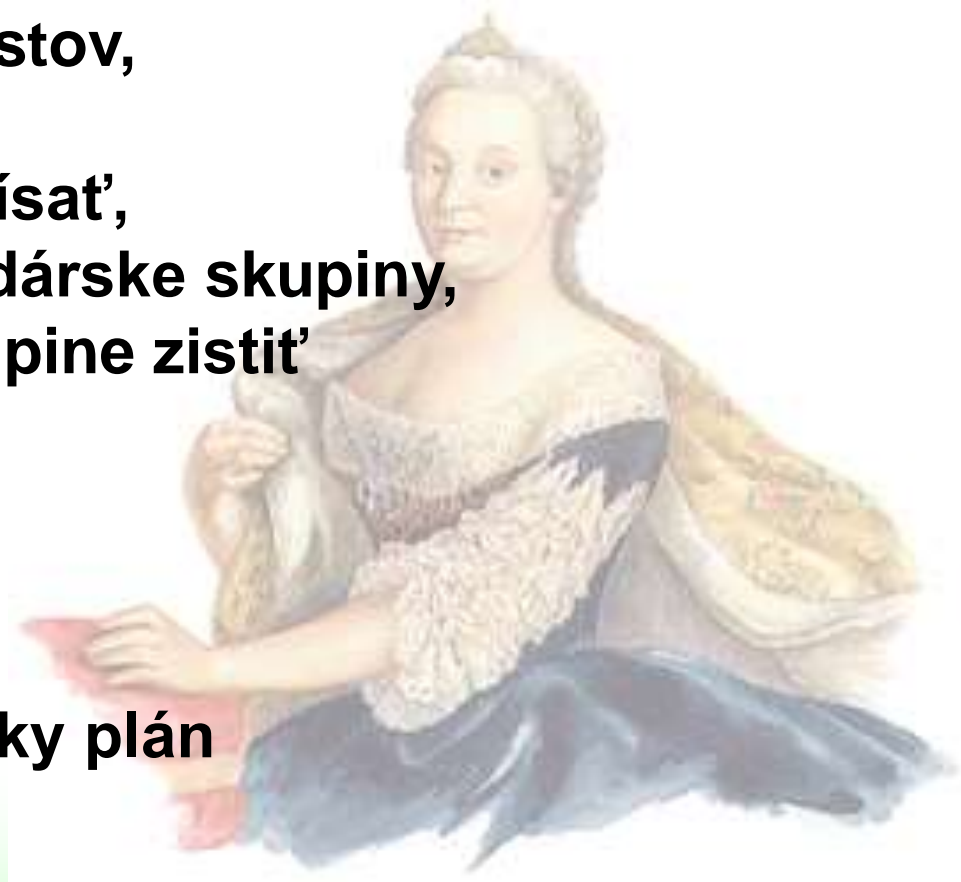 stov,
ísať,
dárske skupiny,
pine zistiť
ky plán